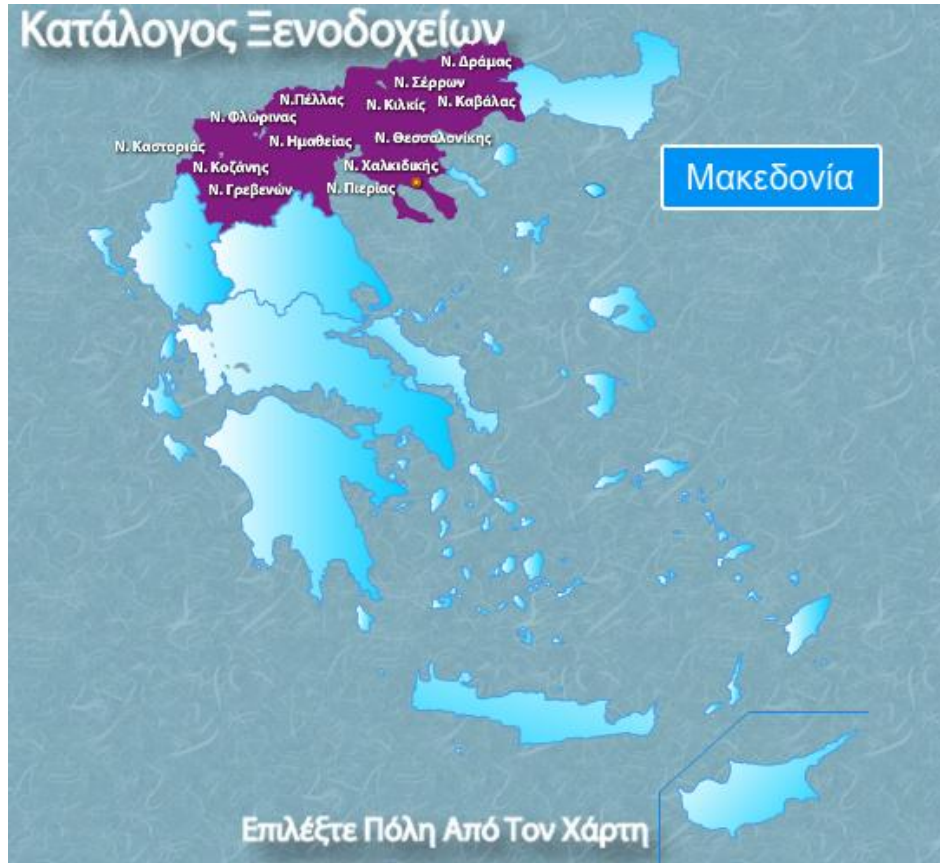 Κατάλογος Ξενοδοχείων
Ν. Δράμας
Ν. Σέρρων
Ν.Πέλλας
Ν. Κιλκίς
Ν. Καβάλας
Ν. Φλώρινας
Ν. Καστοριάς
Ν. Ημαθείας
Ν. Θεσσαλονίκης
Ν. Κοζάνης
Ν. Χαλκιδικής
Ν. Γρεβενών
Ν. Πιερίας
Μακεδονία
Επιλέξτε Πόλη Από Τον Χάρτη